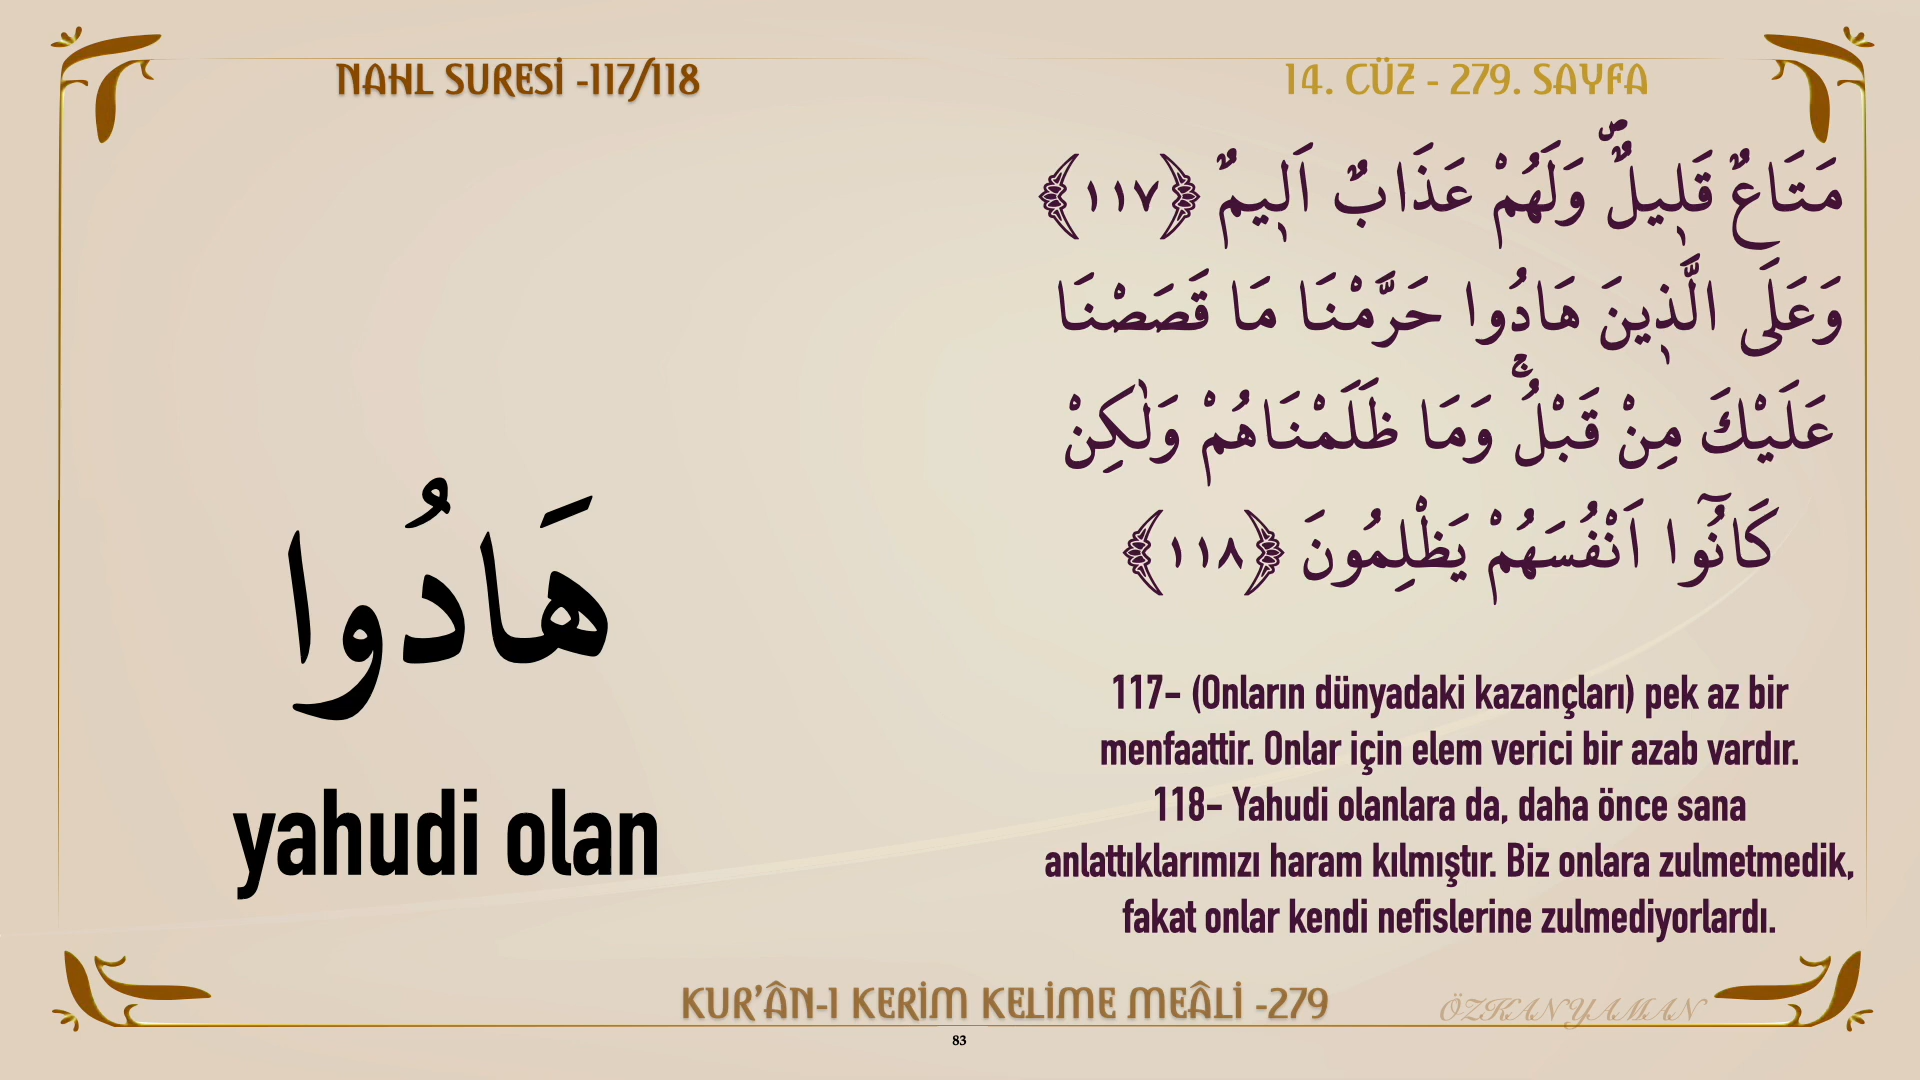 NAHL SURESİ -117/118
14. CÜZ - 279. SAYFA
مَتَاعٌ قَل۪يلٌۖ وَلَهُمْ عَذَابٌ اَل۪يمٌ ﴿١١٧﴾
وَعَلَى الَّذ۪ينَ هَادُوا حَرَّمْنَا مَا قَصَصْنَا
عَلَيْكَ مِنْ قَبْلُۚ وَمَا ظَلَمْنَاهُمْ وَلٰكِنْ
كَانُٓوا اَنْفُسَهُمْ يَظْلِمُونَ ﴿١١٨﴾
هَادُوا
yahudi olan
117– (Onların dünyadaki kazançları) pek az bir
menfaattir. Onlar için elem verici bir azab vardır.
118– Yahudi olanlara da, daha önce sana
anlattıklarımızı haram kılmıştır. Biz onlara zulmetmedik,
fakat onlar kendi nefislerine zulmediyorlardı.
KUR'ÂN-I KERİM KELİME MEÂLİ -279
ÖZKAN YAMAN
83